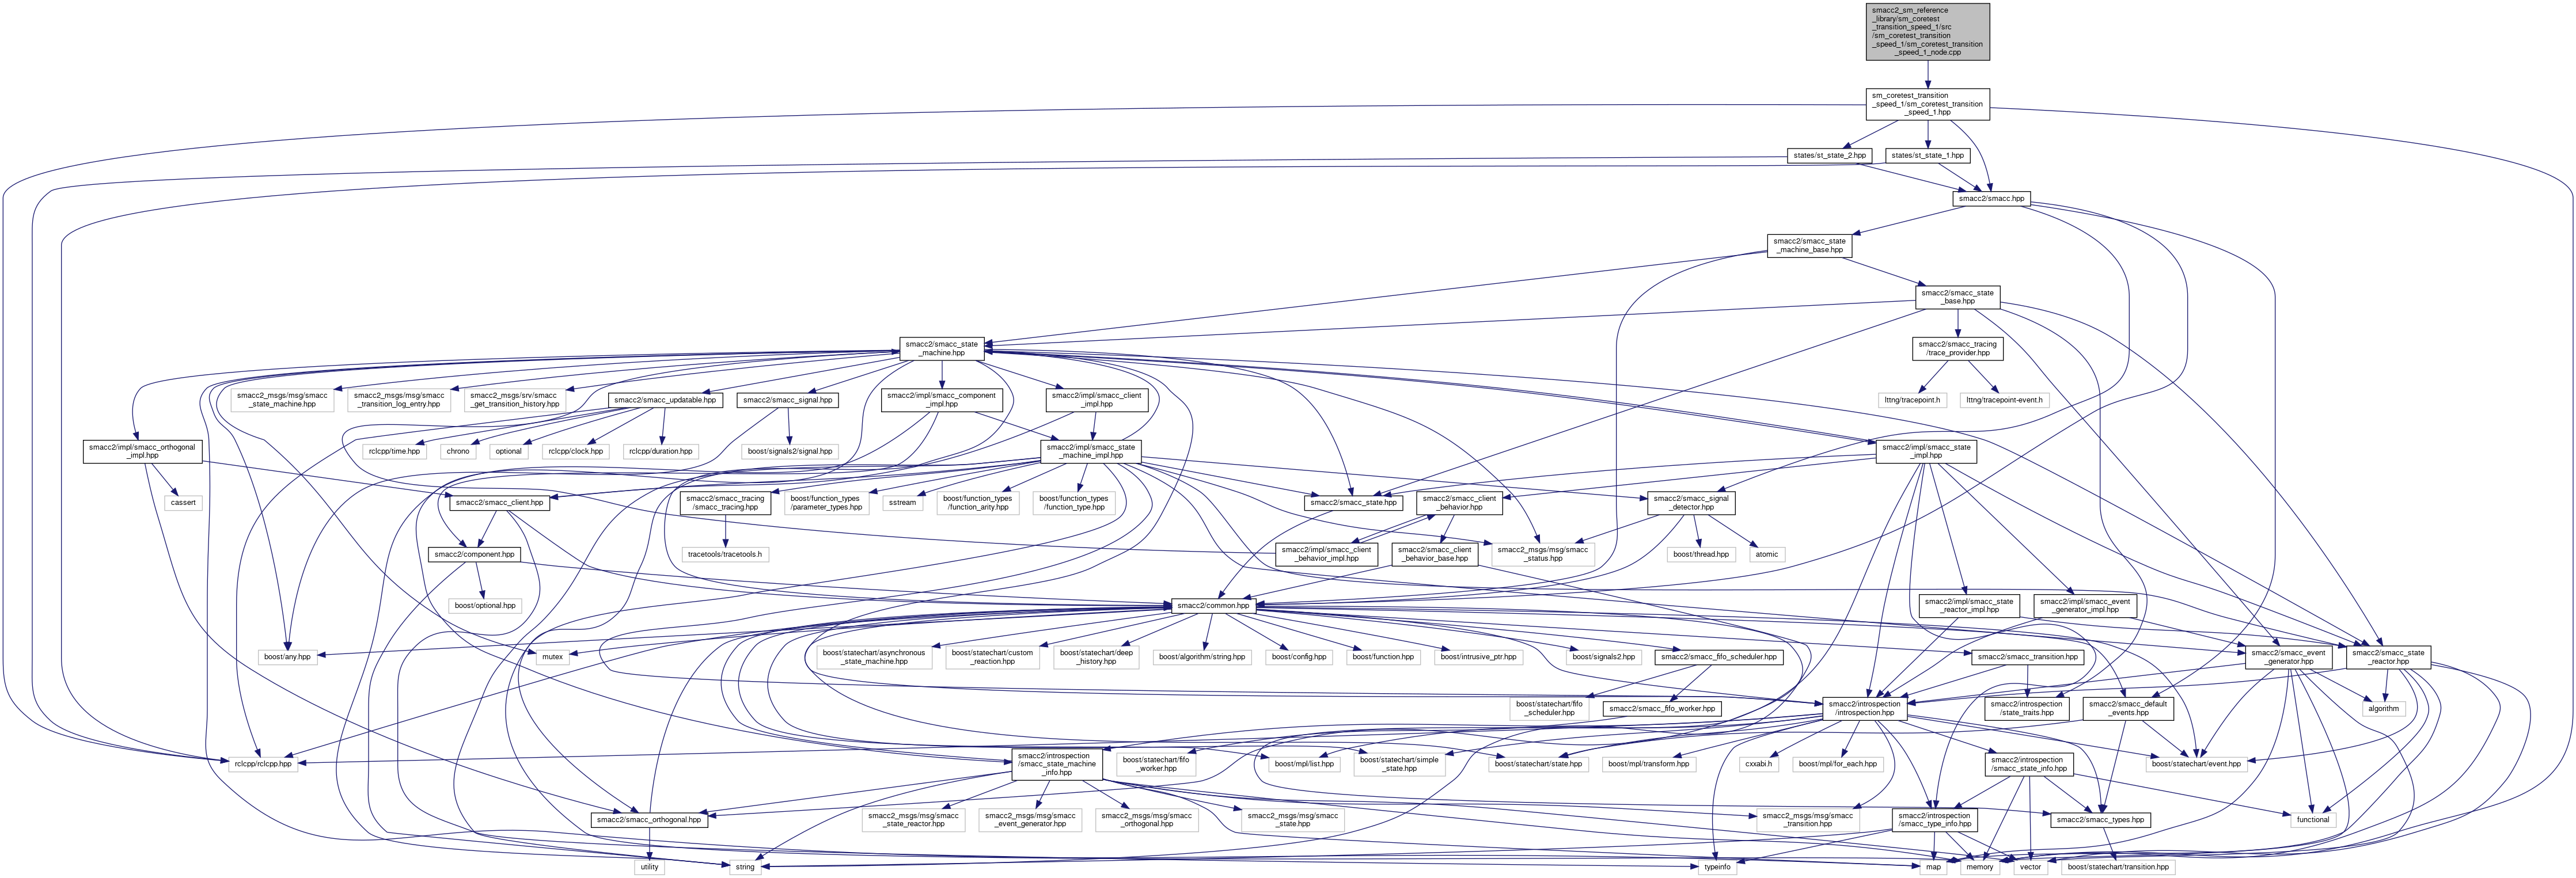 smacc2_sm_reference
_library/sm_coretest
_transition_speed_1/src
/sm_coretest_transition
_speed_1/sm_coretest_transition
_speed_1_node.cpp
sm_coretest_transition
_speed_1/sm_coretest_transition
_speed_1.hpp
states/st_state_2.hpp
states/st_state_1.hpp
smacc2/smacc.hpp
smacc2/smacc_state
_machine_base.hpp
smacc2/smacc_state
_base.hpp
smacc2/smacc_state
_machine.hpp
smacc2/smacc_tracing
/trace_provider.hpp
smacc2_msgs/msg/smacc
_state_machine.hpp
smacc2_msgs/msg/smacc
_transition_log_entry.hpp
smacc2_msgs/srv/smacc
_get_transition_history.hpp
smacc2/smacc_updatable.hpp
smacc2/smacc_signal.hpp
smacc2/impl/smacc_component
_impl.hpp
smacc2/impl/smacc_client
_impl.hpp
lttng/tracepoint.h
lttng/tracepoint-event.h
smacc2/impl/smacc_orthogonal
_impl.hpp
rclcpp/time.hpp
chrono
optional
rclcpp/clock.hpp
rclcpp/duration.hpp
boost/signals2/signal.hpp
smacc2/impl/smacc_state
_machine_impl.hpp
smacc2/impl/smacc_state
_impl.hpp
cassert
smacc2/smacc_client.hpp
smacc2/smacc_tracing
/smacc_tracing.hpp
boost/function_types
/parameter_types.hpp
sstream
boost/function_types
/function_arity.hpp
boost/function_types
/function_type.hpp
smacc2/smacc_state.hpp
smacc2/smacc_client
_behavior.hpp
smacc2/smacc_signal
_detector.hpp
smacc2/component.hpp
tracetools/tracetools.h
smacc2/impl/smacc_client
_behavior_impl.hpp
smacc2/smacc_client
_behavior_base.hpp
smacc2_msgs/msg/smacc
_status.hpp
boost/thread.hpp
atomic
boost/optional.hpp
smacc2/common.hpp
smacc2/impl/smacc_state
_reactor_impl.hpp
smacc2/impl/smacc_event
_generator_impl.hpp
boost/any.hpp
mutex
boost/statechart/asynchronous
_state_machine.hpp
boost/statechart/custom
_reaction.hpp
boost/statechart/deep
_history.hpp
boost/algorithm/string.hpp
boost/config.hpp
boost/function.hpp
boost/intrusive_ptr.hpp
boost/signals2.hpp
smacc2/smacc_fifo_scheduler.hpp
smacc2/smacc_transition.hpp
smacc2/smacc_event
_generator.hpp
smacc2/smacc_state
_reactor.hpp
boost/statechart/fifo
_scheduler.hpp
smacc2/smacc_fifo_worker.hpp
smacc2/introspection
/introspection.hpp
smacc2/introspection
/state_traits.hpp
smacc2/smacc_default
_events.hpp
algorithm
rclcpp/rclcpp.hpp
smacc2/introspection
/smacc_state_machine
_info.hpp
boost/statechart/fifo
_worker.hpp
boost/mpl/list.hpp
boost/statechart/simple
_state.hpp
boost/statechart/state.hpp
boost/mpl/transform.hpp
cxxabi.h
boost/mpl/for_each.hpp
smacc2/introspection
/smacc_state_info.hpp
boost/statechart/event.hpp
smacc2/smacc_orthogonal.hpp
smacc2_msgs/msg/smacc
_state_reactor.hpp
smacc2_msgs/msg/smacc
_event_generator.hpp
smacc2_msgs/msg/smacc
_orthogonal.hpp
smacc2_msgs/msg/smacc
_state.hpp
smacc2_msgs/msg/smacc
_transition.hpp
smacc2/introspection
/smacc_type_info.hpp
smacc2/smacc_types.hpp
functional
utility
string
typeinfo
map
memory
vector
boost/statechart/transition.hpp